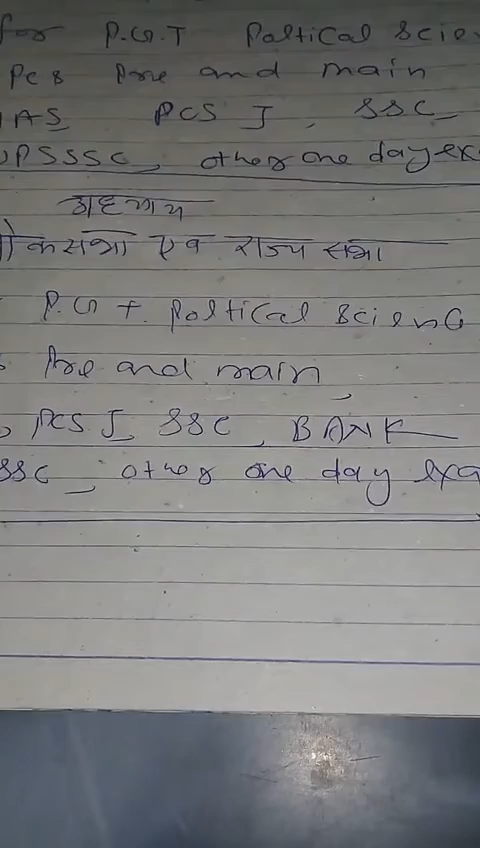 for P.G.T Poltical Scie
PCS Pre and main
IAS PCS J, SSC
UPSSSC, other one day ex
अध्याय
लोकसभा एव राज्य सभा
P.G T Poltical Scienc
Pre and main,
PCS J, SSC, BANK
SSC, other one day exa